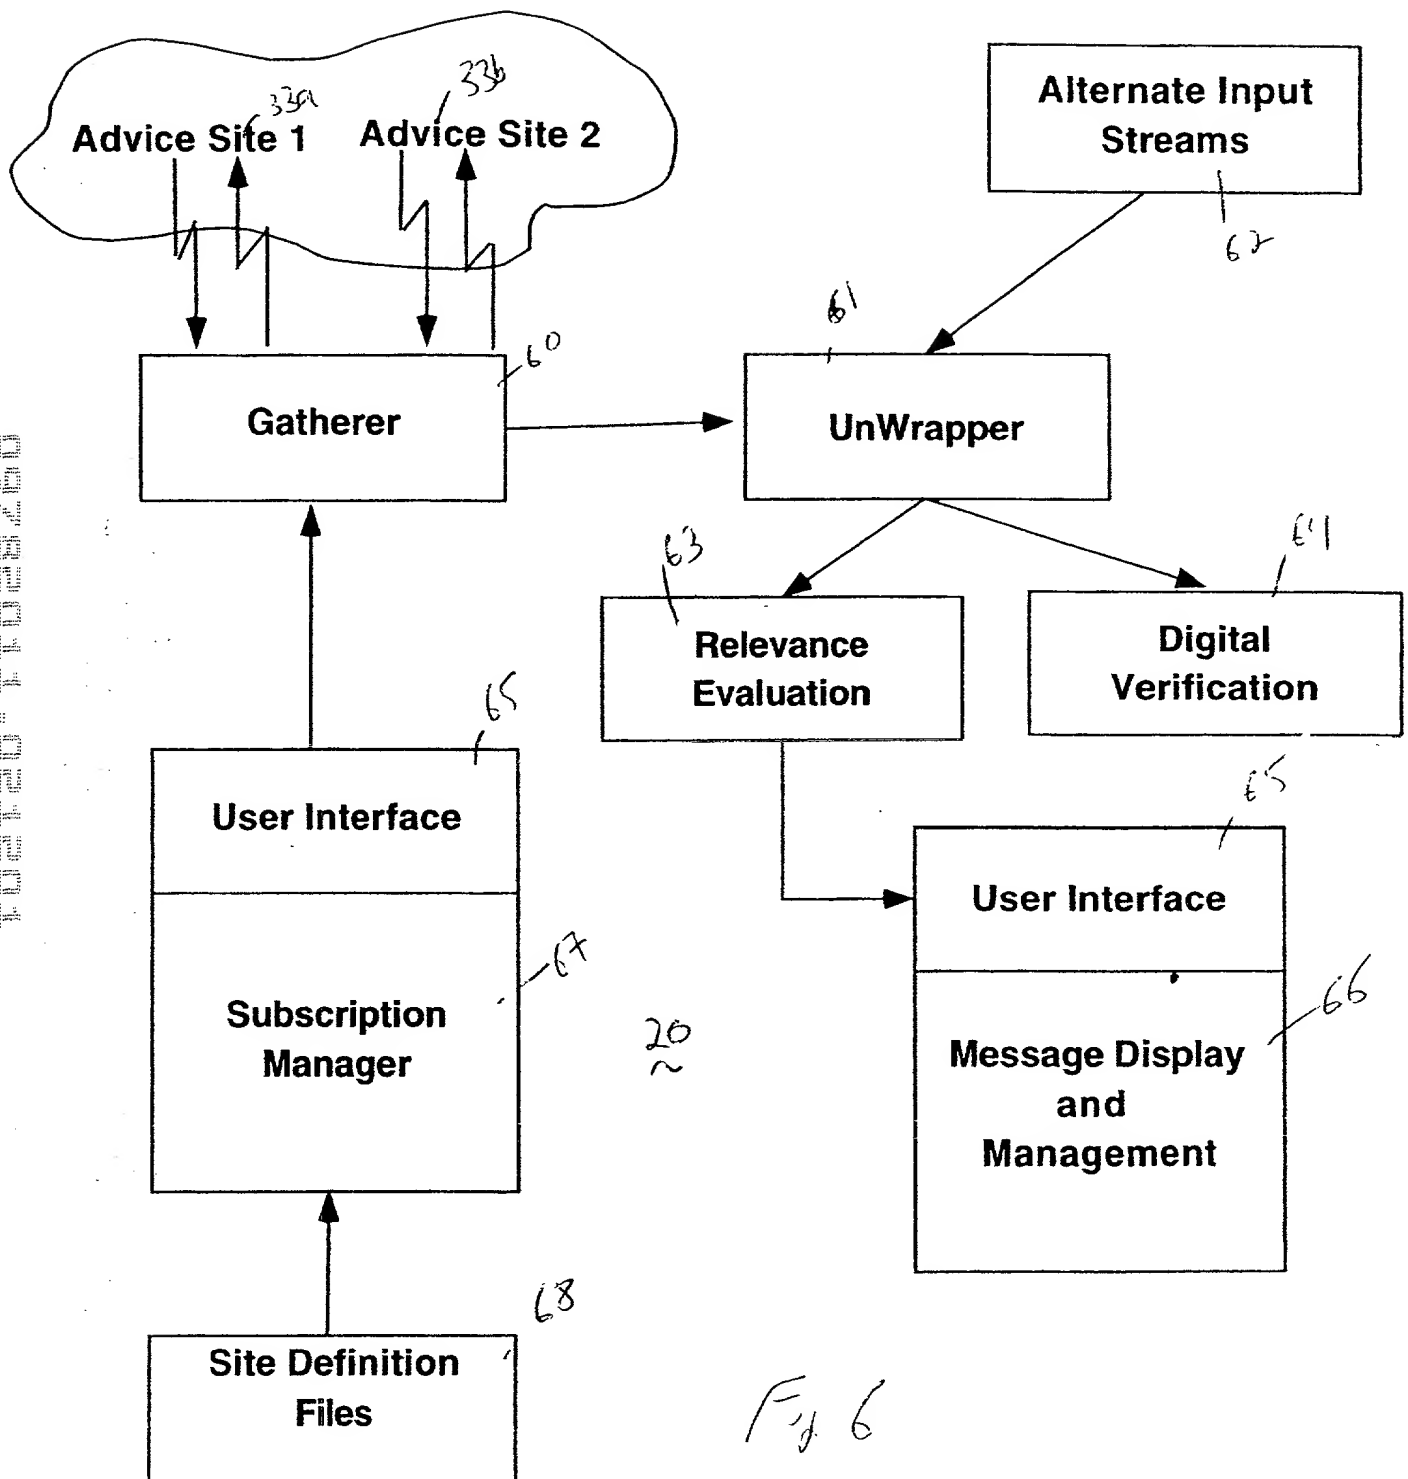 33a
33b
Advice Site 1
Advice Site 2
Alternate Input
Streams
62
61
60
Gatherer
UnWrapper
63
64
Relevance
Evaluation
Digital
Verification
65
User Interface
65
User Interface
67
Subscription
Manager
20
66
Message Display
and
Management
68
Site Definition
Files
Fig. 6